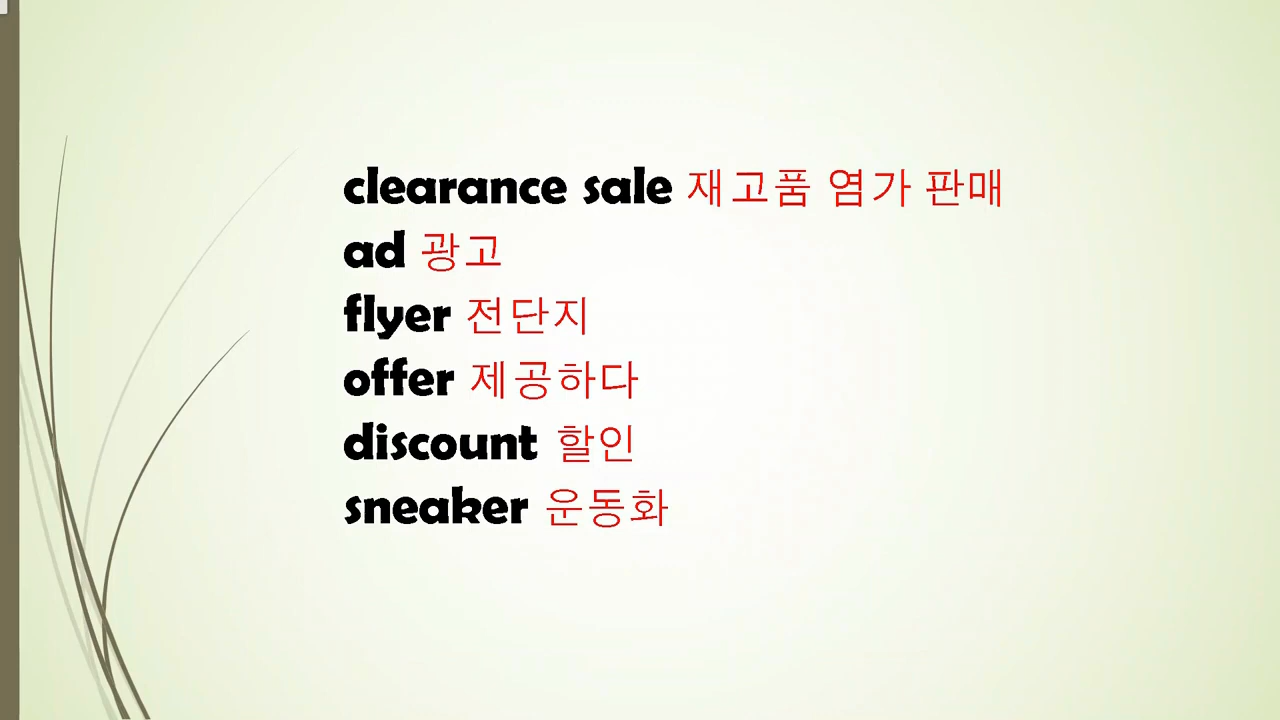 clearance sale 재고품 염가 판매
ad 광고
flyer 전단지
offer 제공하다
discount 할인
sneaker 운동화